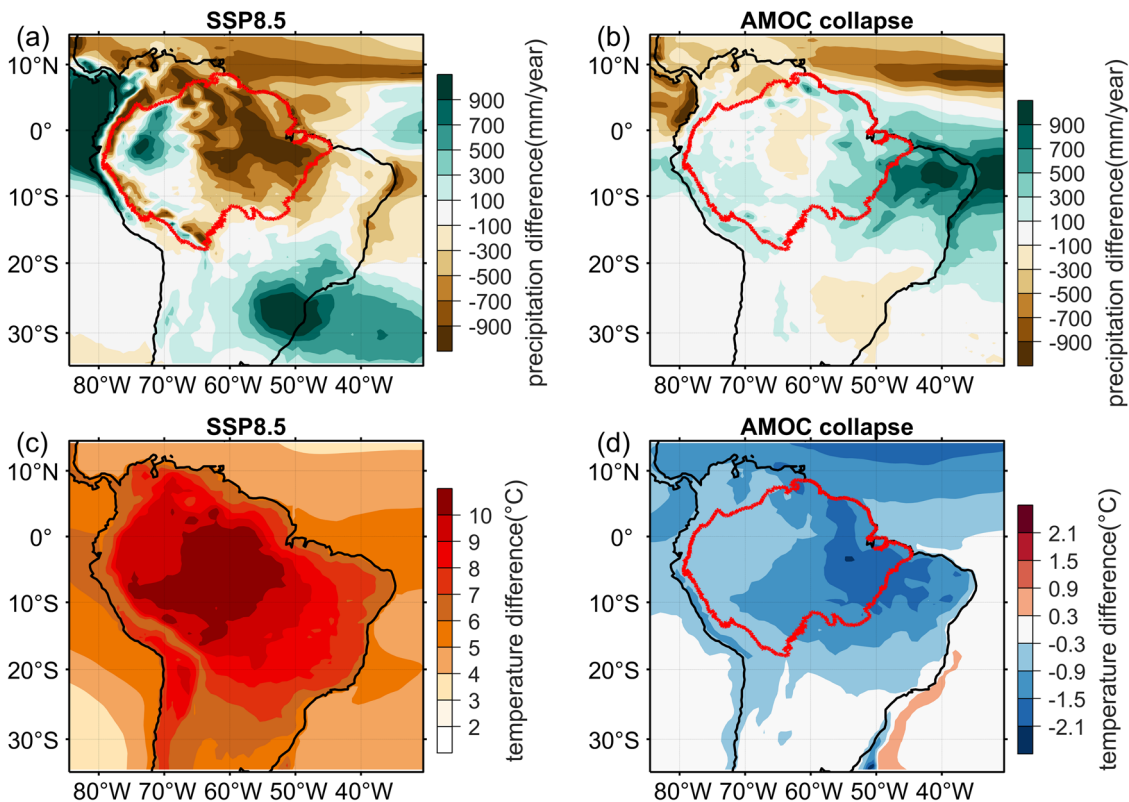 SSP8.5
AMOC collapse
(a)
(b)
10°N
0°
10°S
20°S
30°S
80°W 70°W 60°W 50°W 40°W
900
700
500
300
100
-100
-300
-500
-700
-900
precipitation difference(mm/year)
10°N
0°
10°S
20°S
30°S
80°W 70°W 60°W 50°W 40°W
900
700
500
300
100
-100
-300
-500
-700
-900
precipitation difference(mm/year)
SSP8.5
AMOC collapse
(c)
(d)
10°N
0°
10°S
20°S
30°S
80°W 70°W 60°W 50°W 40°W
10
9
8
7
6
5
4
3
2
temperature difference(°C)
10°N
0°
10°S
20°S
30°S
80°W 70°W 60°W 50°W 40°W
2.1
1.5
0.9
0.3
-0.3
-0.9
-1.5
-2.1
temperature difference(°C)